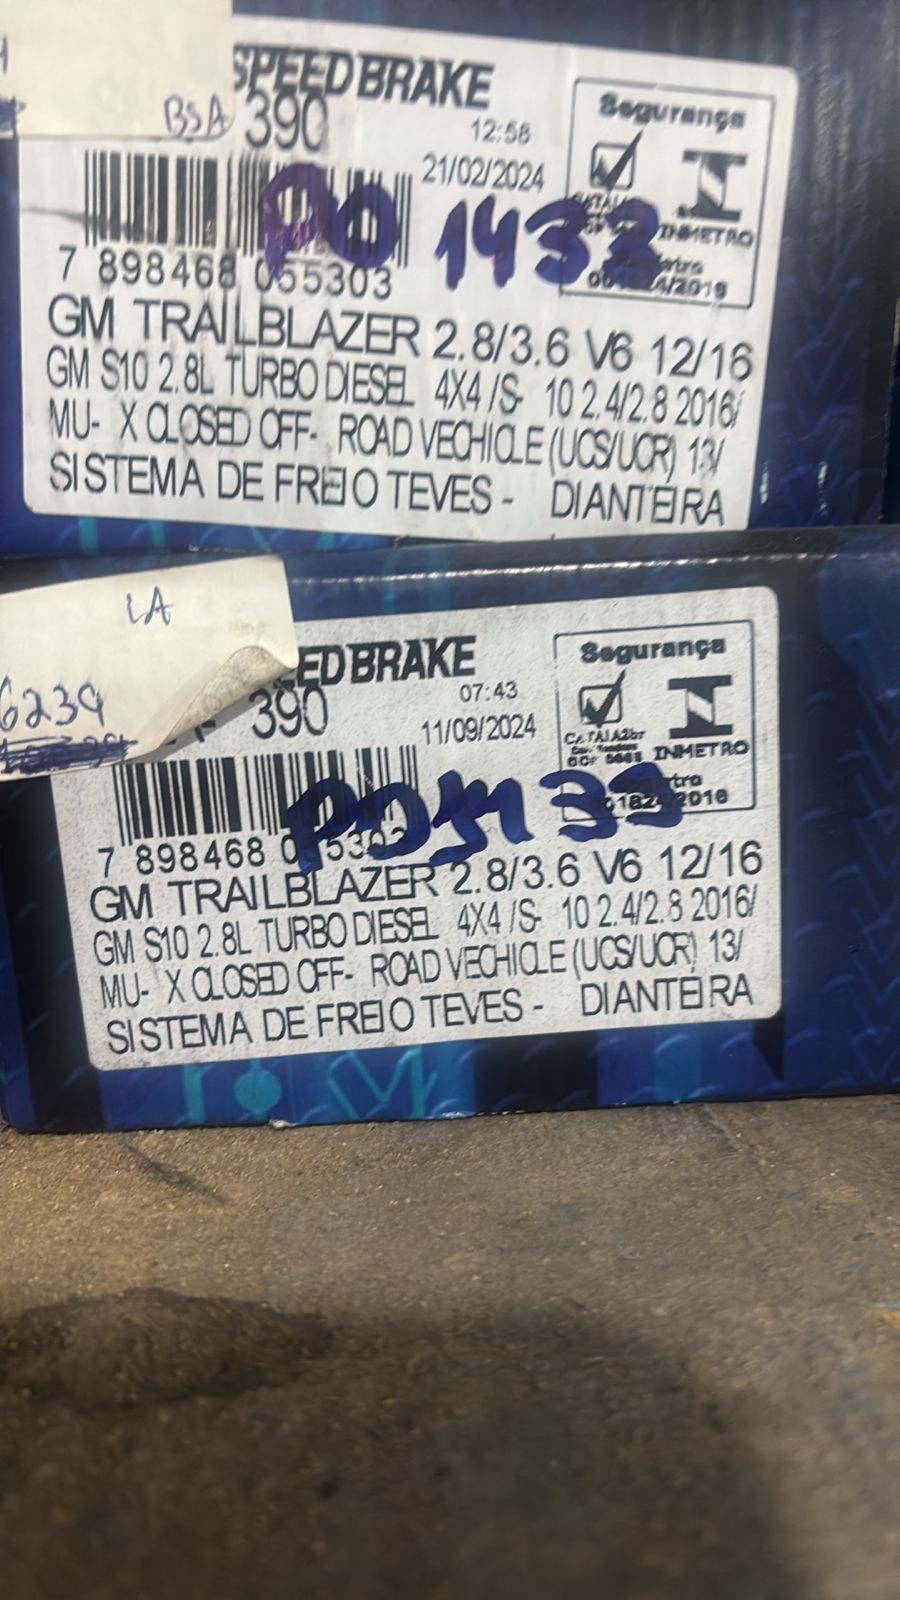 BSA
SPEEDBRAKE
390
12:58
21/02/2024
Segurança
INMETRO
PD 1433
7 898468 055303
GM TRAILBLAZER 2.8/3.6 V6 12/16
GM S10 2.8L TURBO DIESEL 4X4 /S- 10 2.4/2.8 2016/
MU- X CLOSED OFF- ROAD VECHICLE (UCS/UCR) 13/
SISTEMA DE FREIO TEVES - DIANTEIRA
LA
6239
EDBRAKE
390
07:43
11/09/2024
Segurança
INMETRO
PD1433
7 898468 055303
GM TRAILBLAZER 2.8/3.6 V6 12/16
GM S10 2.8L TURBO DIESEL 4X4 /S- 10 2.4/2.8 2016/
MU- X CLOSED OFF- ROAD VECHICLE (UCS/UCR) 13/
SISTEMA DE FREIO TEVES - DIANTEIRA